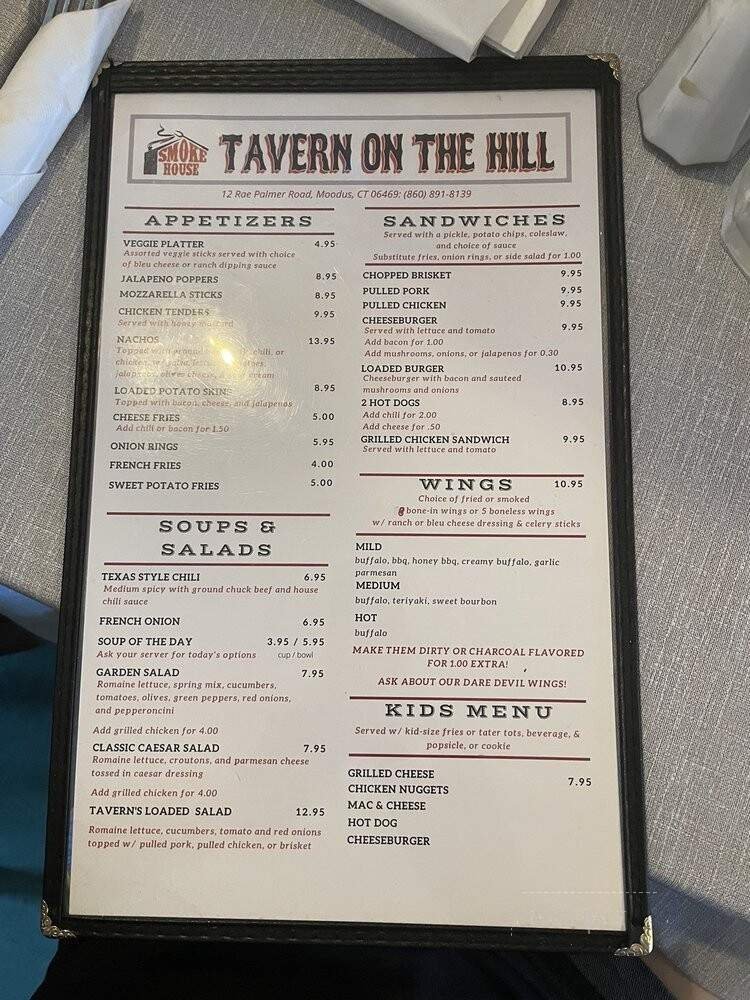 SMOKE HOUSE
TAVERN ON THE HILL
12 Rae Palmer Road, Moodus, CT 06469: (860) 891-8139
APPETIZERS
VEGGIE PLATTER 4.95
Assorted veggie sticks served with choice
of bleu cheese or ranch dipping sauce
JALAPENO POPPERS 8.95
MOZZARELLA STICKS 8.95
CHICKEN TENDERS 9.95
Served with honey mustard
NACHOS 13.95
Topped with ground chili, or
chicken, w/ salsa,
jalapenos, olives cheese, cream
LOADED POTATO SKINS 8.95
Topped with bacon, cheese, and jalapenos
CHEESE FRIES 5.00
Add chili or bacon for 1.50
ONION RINGS 5.95
FRENCH FRIES 4.00
SWEET POTATO FRIES 5.00
SOUPS &
SALADS
TEXAS STYLE CHILI 6.95
Medium spicy with ground chuck beef and house
chili sauce
FRENCH ONION 6.95
SOUP OF THE DAY 3.95 / 5.95
Ask your server for today's options cup / bowl
GARDEN SALAD 7.95
Romaine lettuce, spring mix, cucumbers,
tomatoes, olives, green peppers, red onions,
and pepperoncini
Add grilled chicken for 4.00
CLASSIC CAESAR SALAD 7.95
Romaine lettuce, croutons, and parmesan cheese
tossed in caesar dressing
Add grilled chicken for 4.00
TAVERN'S LOADED SALAD 12.95
Romaine lettuce, cucumbers, tomato and red onions
topped w/ pulled pork, pulled chicken, or brisket
SANDWICHES
Served with a pickle, potato chips, coleslaw,
and choice of sauce
Substitute fries, onion rings, or side salad for 1.00
CHOPPED BRISKET 9.95
PULLED PORK 9.95
PULLED CHICKEN 9.95
CHEESEBURGER
Served with lettuce and tomato 9.95
Add bacon for 1.00
Add mushrooms, onions, or jalapenos for 0.30
LOADED BURGER 10.95
Cheeseburger with bacon and sauteed
mushrooms and onions
2 HOT DOGS 8.95
Add chili for 2.00
Add cheese for .50
GRILLED CHICKEN SANDWICH 9.95
Served with lettuce and tomato
WINGS 10.95
Choice of fried or smoked
bone-in wings or 5 boneless wings
w/ ranch or bleu cheese dressing & celery sticks
MILD
buffalo, bbq, honey bbq, creamy buffalo, garlic
parmesan
MEDIUM
buffalo, teriyaki, sweet bourbon
HOT
buffalo
MAKE THEM DIRTY OR CHARCOAL FLAVORED
FOR 1.00 EXTRA!
ASK ABOUT OUR DARE DEVIL WINGS!
KIDS MENU
Served w/ kid-size fries or tater tots, beverage, &
popsicle, or cookie
GRILLED CHEESE
7.95
CHICKEN NUGGETS
MAC & CHEESE
HOT DOG
CHEESEBURGER